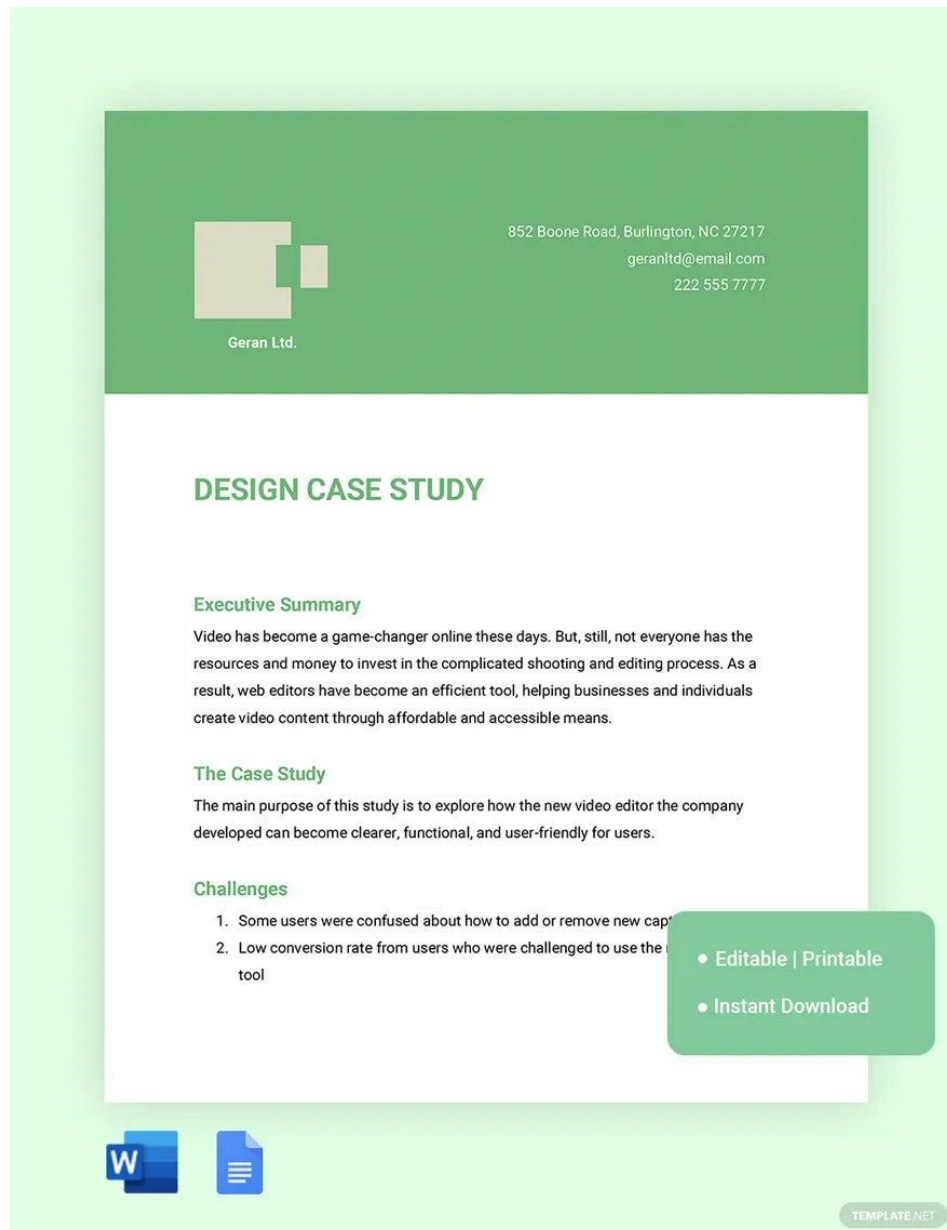 852 Boone Road, Burlington, NC 27217
geranltd@email.com
222 555 7777
Geran Ltd.
DESIGN CASE STUDY
Executive Summary
Video has become a game-changer online these days. But, still, not everyone has the
resources and money to invest in the complicated shooting and editing process. As a
result, web editors have become an efficient tool, helping businesses and individuals
create video content through affordable and accessible means.
The Case Study
The main purpose of this study is to explore how the new video editor the company
developed can become clearer, functional, and user-friendly for users.
Challenges
1. Some users were confused about how to add or remove new
2. Low conversion rate from users who were challenged to use the
tool
• Editable | Printable
• Instant Download
W
TEMPLATE.NET